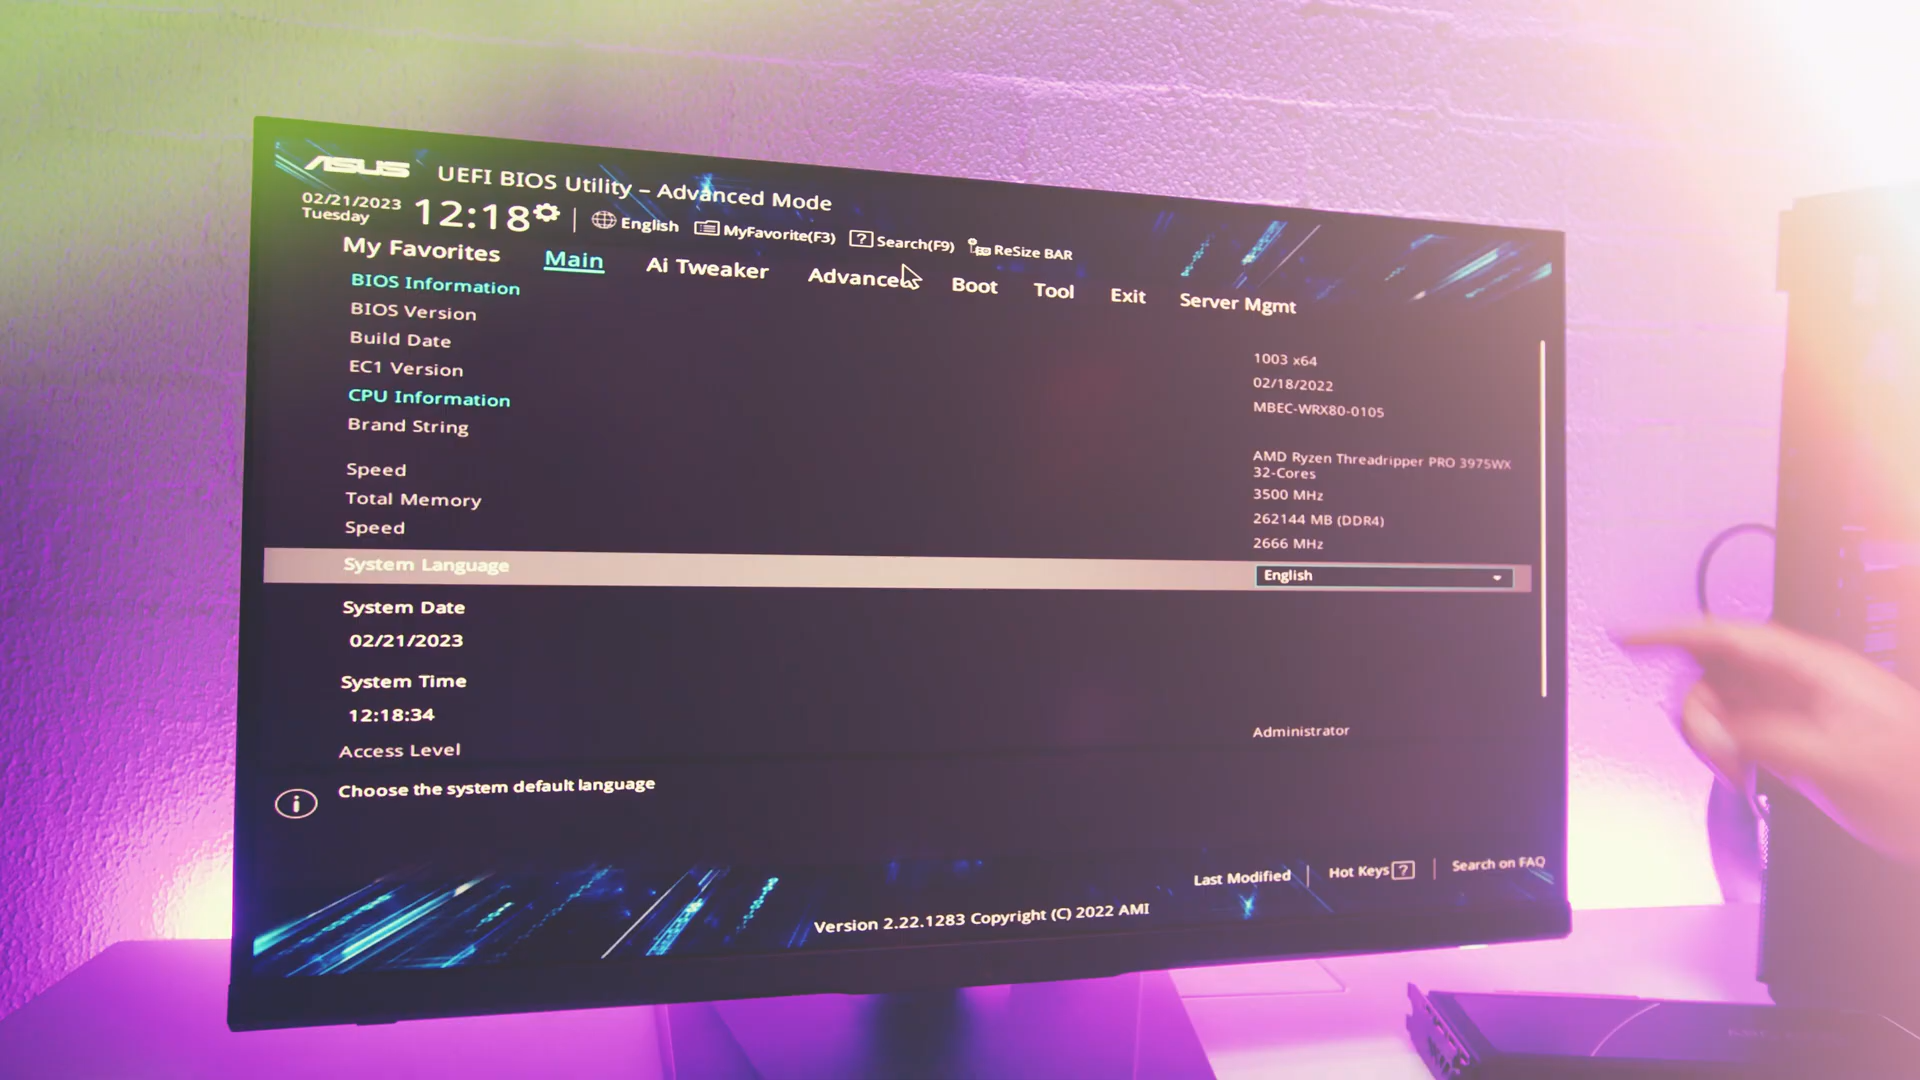 ASUS UEFI BIOS Utility – Advanced Mode
02/21/2023
Tuesday
12:18 English MyFavorite(F3) Search(F9) ReSize BAR
My Favorites Main Ai Tweaker Advanced Boot Tool Exit Server Mgmt
BIOS Information
BIOS Version 1003 x64
Build Date 02/18/2022
EC1 Version MBEC-WRX80-0105
CPU Information
Brand String AMD Ryzen Threadripper PRO 3975WX
32-Cores
Speed 3500 MHz
Total Memory 262144 MB (DDR4)
Speed 2666 MHz
System Language English
System Date
02/21/2023
System Time
12:18:34
Access Level Administrator
Choose the system default language
Last Modified Hot Keys ? Search on FAQ
Version 2.22.1283 Copyright (C) 2022 AMI